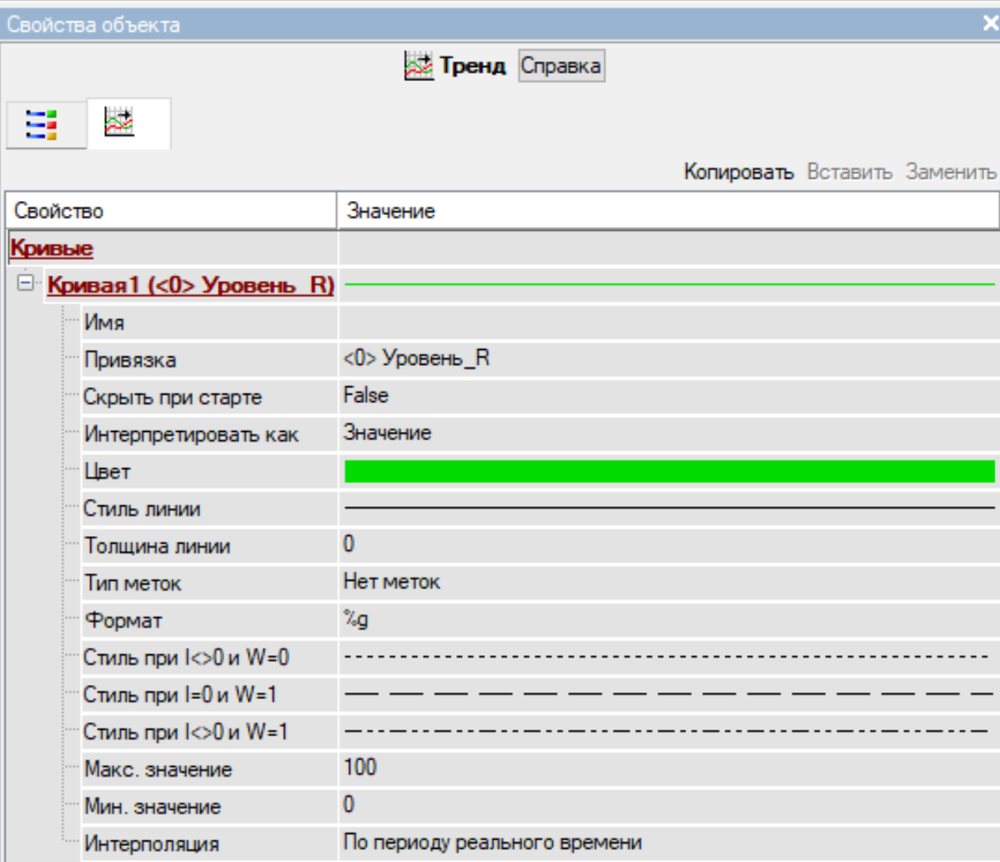 Свойства объекта
Тренд Справка
Копировать Вставить Заменить
Свойство Значение
Кривые
Кривая1 (<0> Уровень_R)
Имя
Привязка <0> Уровень_R
Скрыть при старте False
Интерпретировать как Значение
Цвет
Стиль линии
Толщина линии 0
Тип меток Нет меток
Формат %g
Стиль при I<>0 и W=0
Стиль при I=0 и W=1
Стиль при I<>0 и W=1
Макс. значение 100
Мин. значение 0
Интерполяция По периоду реального времени